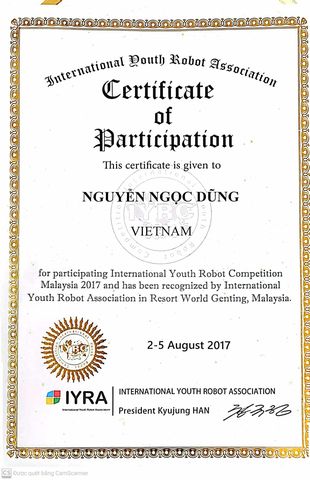 International Youth Robot Association
Certificate
of
Participation
This certificate is given to
NGUYỄN NGỌC DŨNG
VIETNAM
for participating International Youth Robot Competition
Malaysia 2017 and has been recognized by International
Youth Robot Association in Resort World Genting, Malaysia.
2-5 August 2017
IYRA
International Youth Robot Association
INTERNATIONAL YOUTH ROBOT ASSOCIATION
President Kyujung HAN
CS Được quét bằng CamScanner